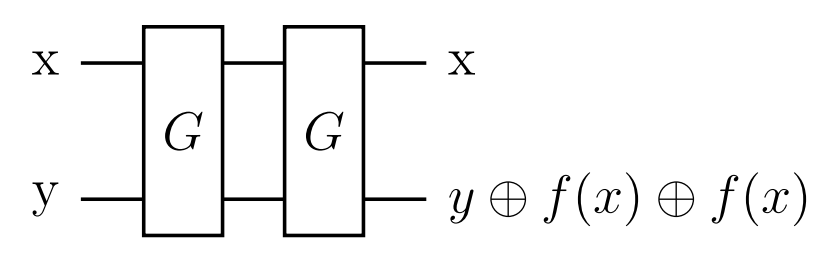 x G G x
y y ⊕ f(x) ⊕ f(x)